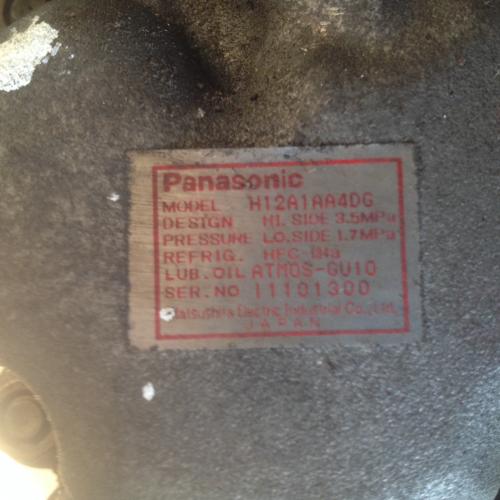 Panasonic
MODEL H12A1AA4DG
DESIGN HI. SIDE 3.5MPa
PRESSURE LO. SIDE 1.7MPa
REFRIG. HFC-134a
LUB. OIL ATMOS-GU10
SER. NO 11101300
Matsushita Electric Industrial Co., Ltd.
JAPAN